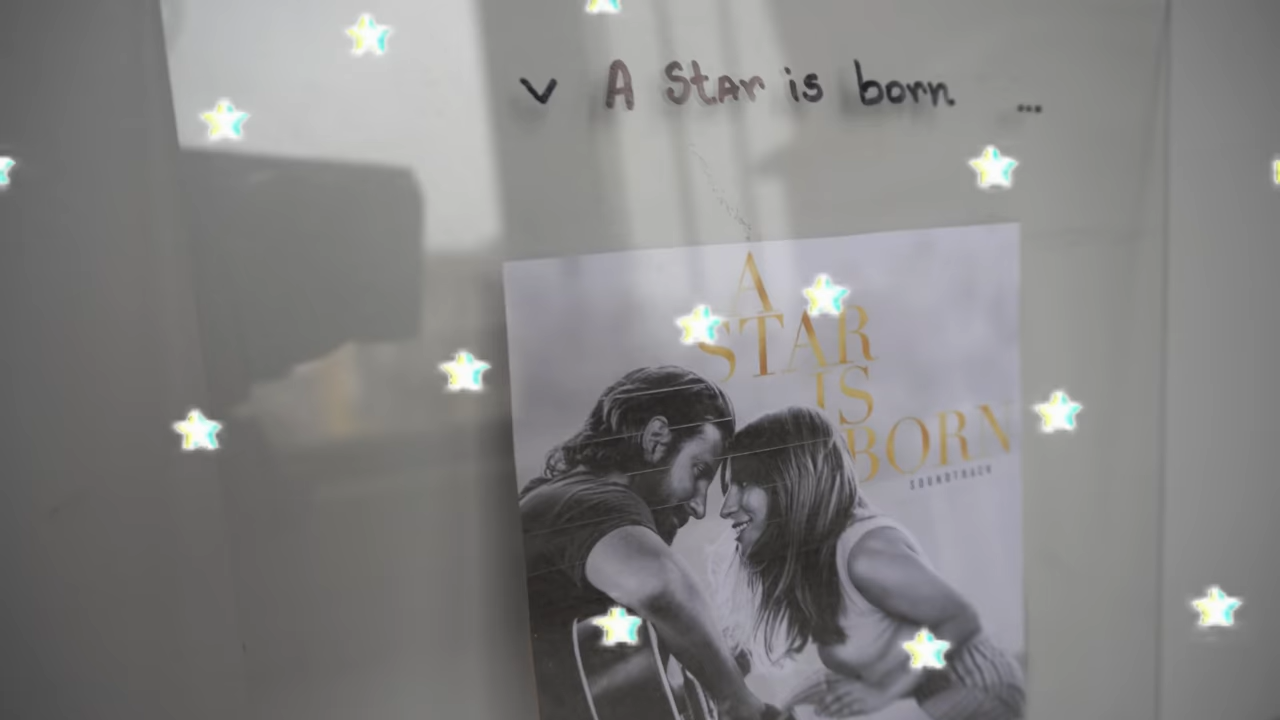 v A Star is born ...
A
STAR
IS
BORN
SOUNDTRACK